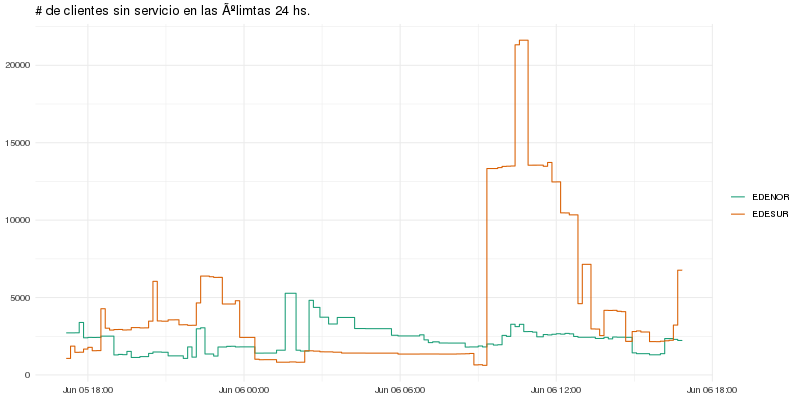 # de clientes sin servicio en las Ãºlimtas 24 hs.
20000
15000
10000
5000
0
Jun 05 18:00
Jun 06 00:00
Jun 06 06:00
Jun 06 12:00
Jun 06 18:00
EDENOR
EDESUR